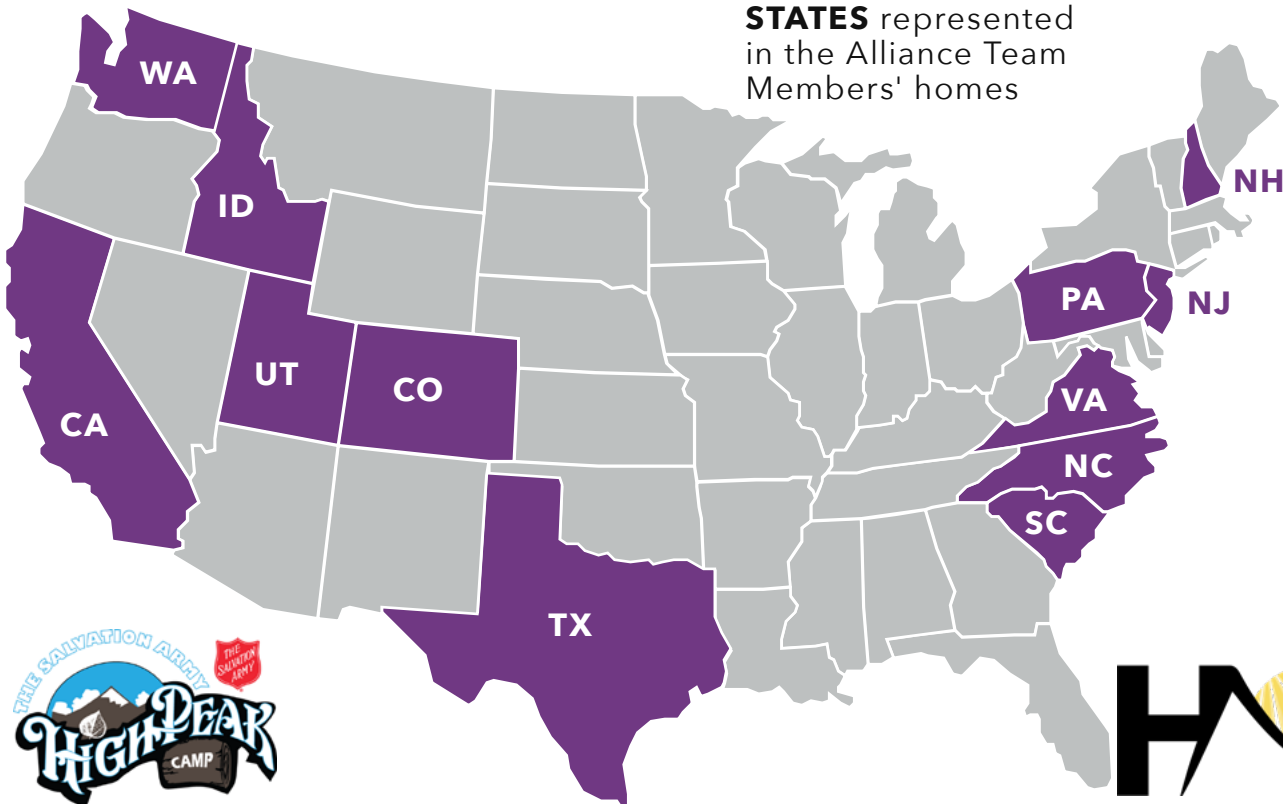 STATES represented
in the Alliance Team
Members' homes
WA
ID
NH
PA
NJ
UT
CO
CA
VA
NC
SC
TX
THE SALVATION ARMY
THE
SALVATION
ARMY
HIGH PEAK
CAMP